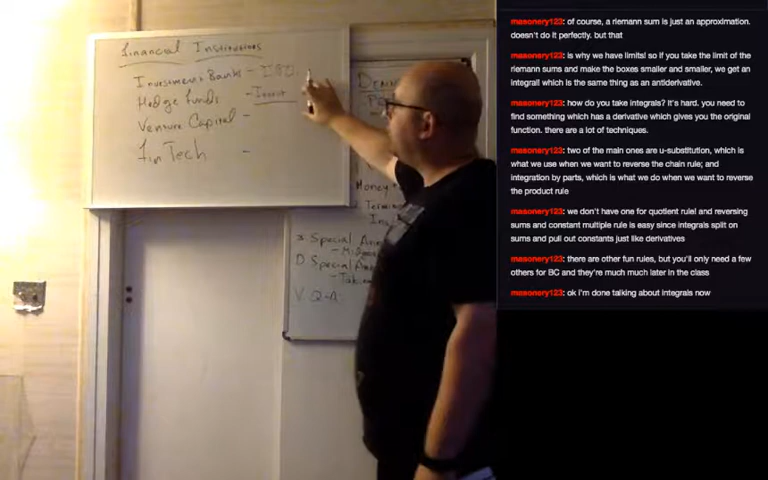 Financial Institutions
Investment Banks -
Hedge funds - Invest
Venture Capital -
FinTech -
Money
* Special
D Special
V. Q-A
masonery123: of course, a riemann sum is just an approximation.
doesn't do it perfectly. but that
masonery123: is why we have limits! so if you take the limit of the
riemann sums and make the boxes smaller and smaller, we get an
integral! which is the same thing as an antiderivative.
masonery123: how do you take integrals? it's hard. you need to
find something which has a derivative which gives you the original
function. there are a lot of techniques.
masonery123: two of the main ones are u-substitution, which is
what we use when we want to reverse the chain rule; and
integration by parts, which is what we do when we want to reverse
the product rule
masonery123: we don't have one for quotient rule! and reversing
sums and constant multiple rule is easy since integrals split on
sums and pull out constants just like derivatives
masonery123: there are other fun rules, but you'll only need a few
others for BC and they're much much later in the class
masonery123: ok I'm done talking about integrals now